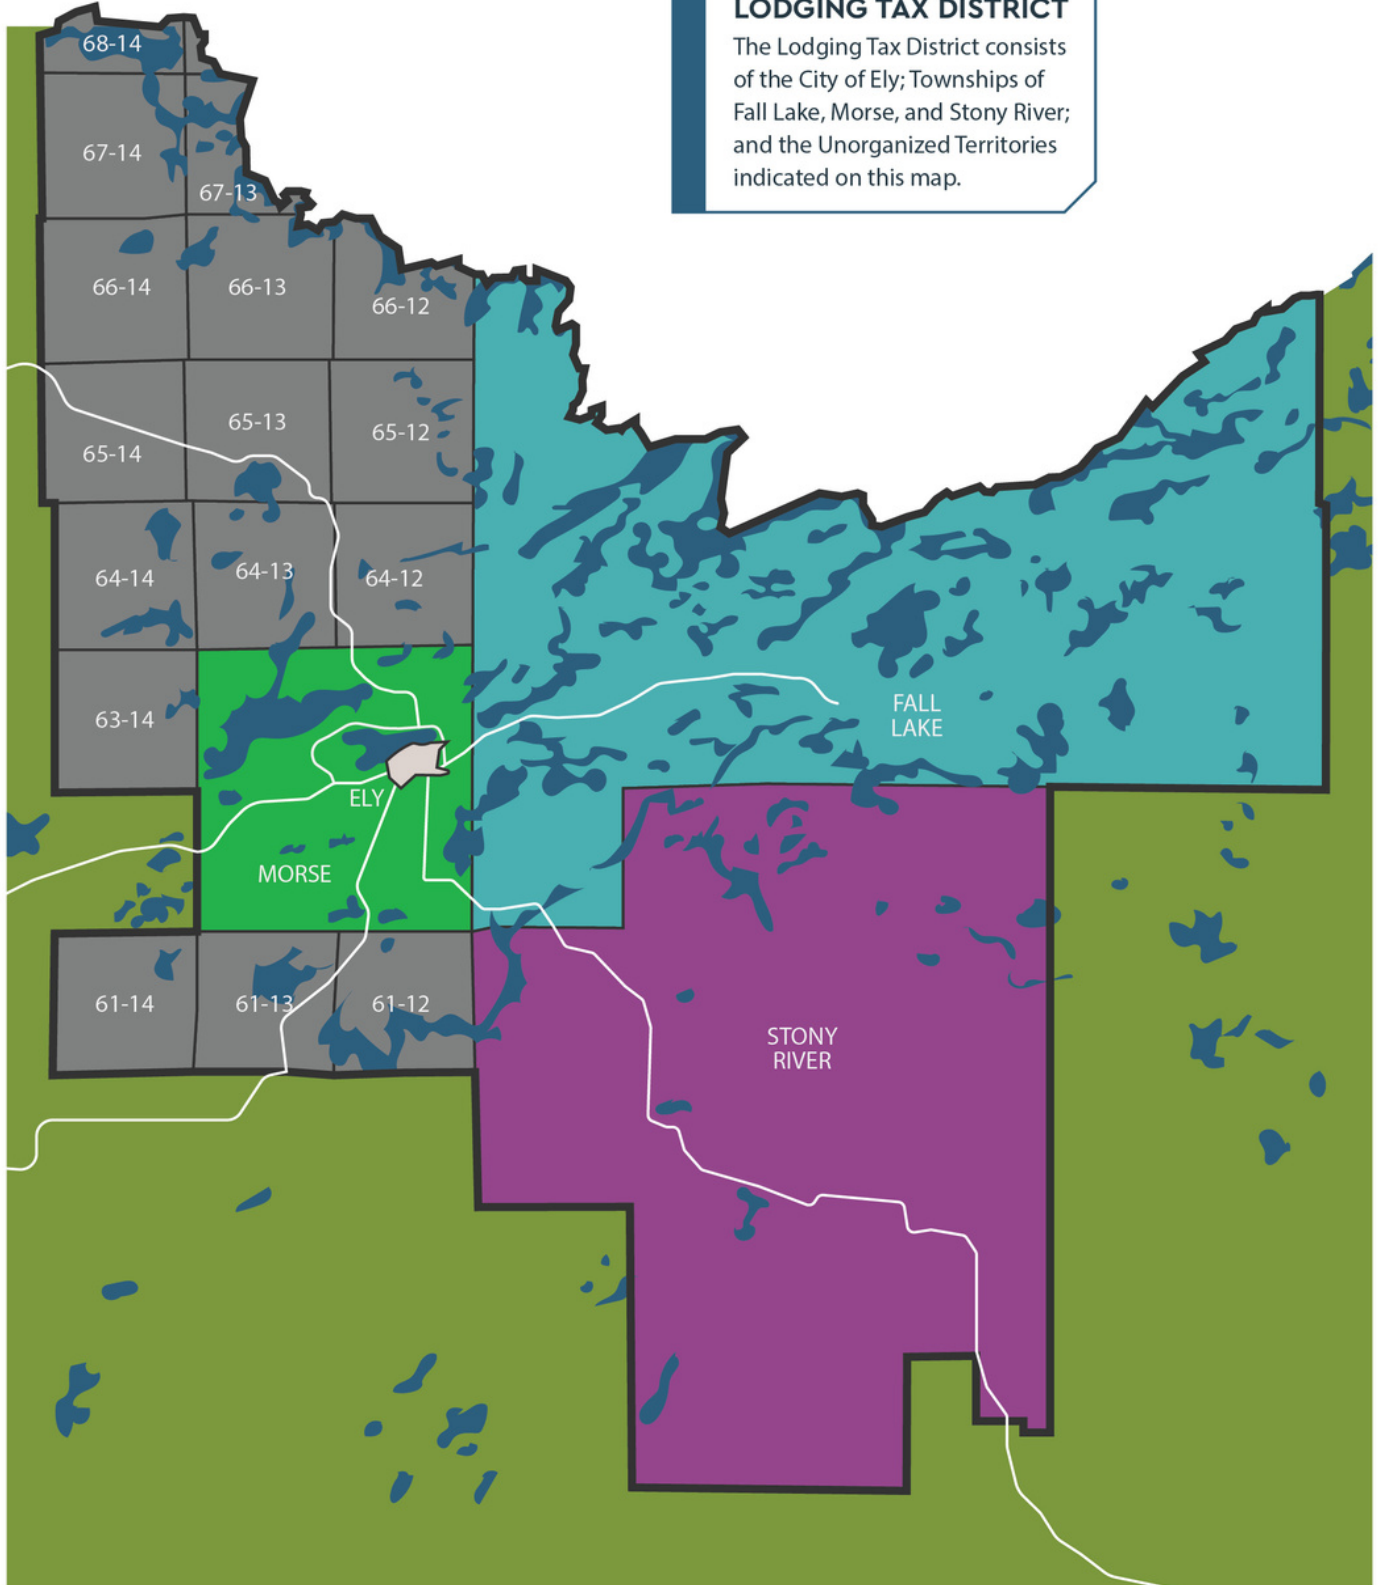 LODGING TAX DISTRICT
The Lodging Tax District consists
of the City of Ely; Townships of
Fall Lake, Morse, and Stony River;
and the Unorganized Territories
indicated on this map.
68-14
67-14
67-13
66-14
66-13
66-12
65-14
65-13
65-12
64-14
64-13
64-12
63-14
FALL
LAKE
ELY
MORSE
61-14
61-13
61-12
STONY
RIVER